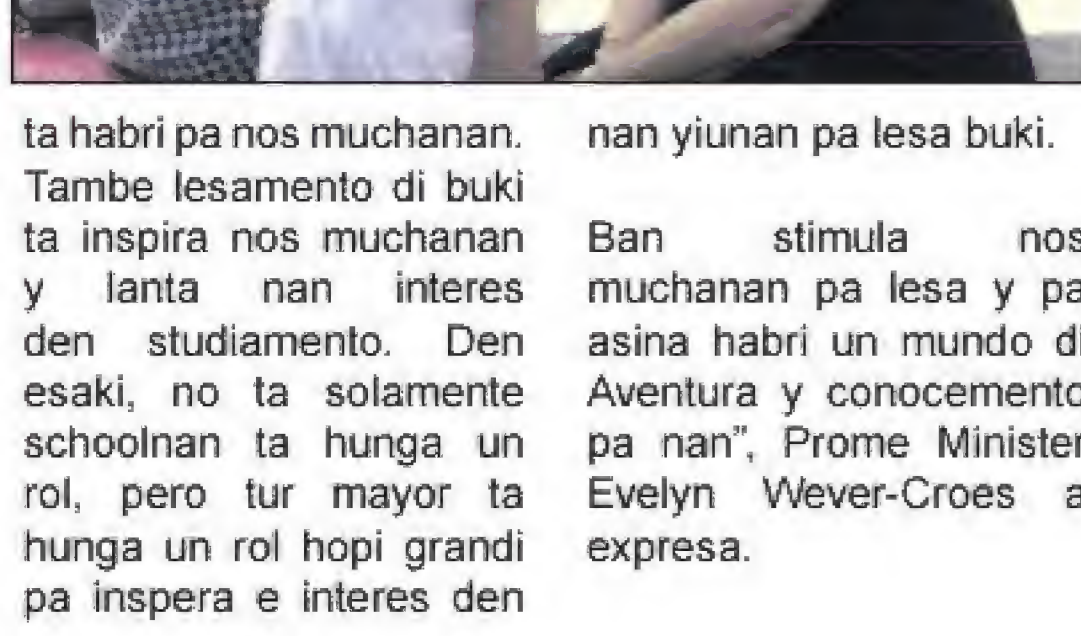 ta habri pa nos muchanan.
Tambe lesamento di buki
ta inspira nos muchanan
y lanta nan interes
den studiamento. Den
esaki, no ta solamente
schoolnan ta hunga un
rol, pero tur mayor ta
hunga un rol hopi grandi
pa inspera e interes den
nan yiunan pa lesa buki.
Ban stimula nos
muchanan pa lesa y pa
asina habri un mundo di
Aventura y conocemento
pa nan”, Prome Minister
Evelyn Wever-Croes a
expresa.